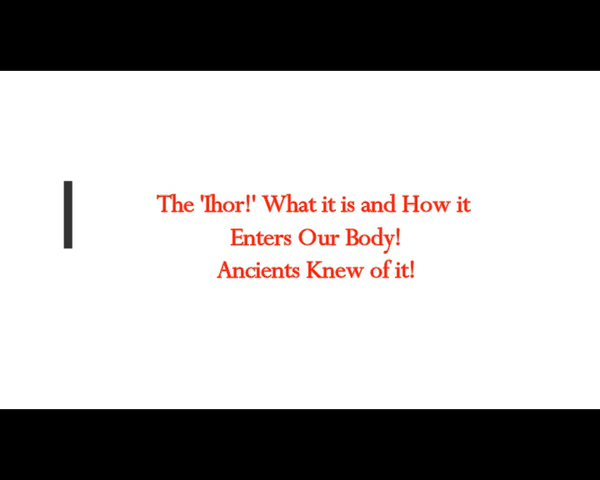 The 'Ihor!' What it is and How it
Enters Our Body!
Ancients Knew of it!